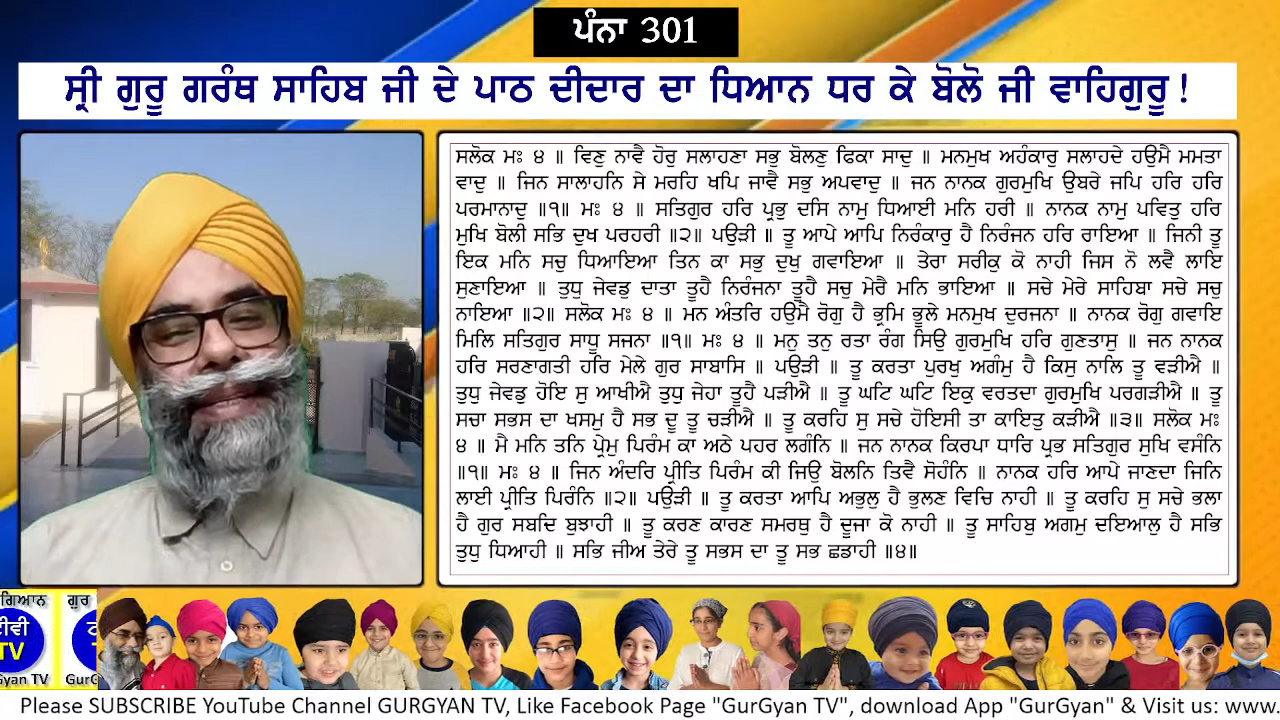 ਪੰਨਾ 301
ਸ੍ਰੀ ਗੁਰੂ ਗਰੰਥ ਸਾਹਿਬ ਜੀ ਦੇ ਪਾਠ ਦੀਦਾਰ ਦਾ ਧਿਆਨ ਧਰ ਕੇ ਬੋਲੋ ਜੀ ਵਾਹਿਗੁਰੂ!
ਸਲੋਕ ਮਃ ੪ ॥ ਵਿਣੁ ਨਾਵੈ ਹੋਰੁ ਸਲਾਹਣਾ ਸਭੁ ਬੋਲਣੁ ਫਿਕਾ ਸਾਦੁ ॥ ਮਨਮੁਖ ਅਹੰਕਾਰੁ ਸਲਾਹਦੇ ਹਉਮੈ ਮਮਤਾ
ਵਾਦੁ ॥ ਜਿਨ ਸਾਲਾਹਨਿ ਸੇ ਮਰਹਿ ਖਪਿ ਜਾਵੈ ਸਭੁ ਅਪਵਾਦੁ ॥ ਜਨ ਨਾਨਕ ਗੁਰਮੁਖਿ ਉਬਰੇ ਜਪਿ ਹਰਿ ਹਰਿ
ਪਰਮਾਨਾਦੁ ॥੧॥ ਮਃ ੪ ॥ ਸਤਿਗੁਰ ਹਰਿ ਪ੍ਰਭੁ ਦਸਿ ਨਾਮੁ ਧਿਆਈ ਮਨਿ ਹਰੀ ॥ ਨਾਨਕ ਨਾਮੁ ਪਵਿਤੁ ਹਰਿ
ਮੁਖਿ ਬੋਲੀ ਸਭਿ ਦੁਖ ਪਰਹਰੀ ॥੨॥ ਪਉੜੀ ॥ ਤੂ ਆਪੇ ਆਪਿ ਨਿਰੰਕਾਰੁ ਹੈ ਨਿਰੰਜਨ ਹਰਿ ਰਾਇਆ ॥ ਜਿਨੀ ਤੂ
ਇਕ ਮਨਿ ਸਚੁ ਧਿਆਇਆ ਤਿਨ ਕਾ ਸਭੁ ਦੁਖੁ ਗਵਾਇਆ ॥ ਤੇਰਾ ਸਰੀਕੁ ਕੋ ਨਾਹੀ ਜਿਸ ਨੋ ਲਵੈ ਲਾਇ
ਸੁਣਾਇਆ ॥ ਤੁਧੁ ਜੇਵਡੁ ਦਾਤਾ ਤੂਹੈ ਨਿਰੰਜਨਾ ਤੂਹੈ ਸਚੁ ਮੇਰੈ ਮਨਿ ਭਾਇਆ ॥ ਸਚੇ ਮੇਰੇ ਸਾਹਿਬਾ ਸਚੇ ਸਚੁ
ਨਾਇਆ ॥੨॥ ਸਲੋਕ ਮਃ ੪ ॥ ਮਨ ਅੰਤਰਿ ਹਉਮੈ ਰੋਗੁ ਹੈ ਭ੍ਰਮਿ ਭੂਲੇ ਮਨਮੁਖ ਦੁਰਜਨਾ ॥ ਨਾਨਕ ਰੋਗੁ ਗਵਾਇ
ਮਿਲਿ ਸਤਿਗੁਰ ਸਾਧੂ ਸਜਨਾ ॥੧॥ ਮਃ ੪ ॥ ਮਨੁ ਤਨੁ ਰਤਾ ਰੰਗ ਸਿਉ ਗੁਰਮੁਖਿ ਹਰਿ ਗੁਣਤਾਸੁ ॥ ਜਨ ਨਾਨਕ
ਹਰਿ ਸਰਣਾਗਤੀ ਹਰਿ ਮੇਲੇ ਗੁਰ ਸਾਬਾਸਿ ॥ ਪਉੜੀ ॥ ਤੂ ਕਰਤਾ ਪੁਰਖੁ ਅਗੰਮੁ ਹੈ ਕਿਸੁ ਨਾਲਿ ਤੂ ਵੜੀਐ ॥
ਤੁਧੁ ਜੇਵਡੁ ਹੋਇ ਸੁ ਆਖੀਐ ਤੁਧੁ ਜੇਹਾ ਤੂਹੈ ਪੜੀਐ ॥ ਤੂ ਘਟਿ ਘਟਿ ਇਕੁ ਵਰਤਦਾ ਗੁਰਮੁਖਿ ਪਰਗੜੀਐ ॥ ਤੂ
ਸਚਾ ਸਭਸ ਦਾ ਖਸਮੁ ਹੈ ਸਭ ਦੂ ਤੂ ਚੜੀਐ ॥ ਤੂ ਕਰਹਿ ਸੁ ਸਚੇ ਹੋਇਸੀ ਤਾ ਕਾਇਤੁ ਕੜੀਐ ॥੩॥ ਸਲੋਕ ਮਃ
੪ ॥ ਮੈ ਮਨਿ ਤਨਿ ਪ੍ਰੇਮੁ ਪਿਰੰਮ ਕਾ ਅਠੇ ਪਹਰ ਲਗੰਨਿ ॥ ਜਨ ਨਾਨਕ ਕਿਰਪਾ ਧਾਰਿ ਪ੍ਰਭ ਸਤਿਗੁਰ ਸੁਖਿ ਵਸੰਨਿ
॥੧॥ ਮਃ ੪ ॥ ਜਿਨ ਅੰਦਰਿ ਪ੍ਰੀਤਿ ਪਿਰੰਮ ਕੀ ਜਿਉ ਬੋਲਨਿ ਤਿਵੈ ਸੋਹੰਨਿ ॥ ਨਾਨਕ ਹਰਿ ਆਪੇ ਜਾਣਦਾ ਜਿਨਿ
ਲਾਈ ਪ੍ਰੀਤਿ ਪਿਰੰਨਿ ॥੨॥ ਪਉੜੀ ॥ ਤੂ ਕਰਤਾ ਆਪਿ ਅਭੁਲੁ ਹੈ ਭੁਲਣ ਵਿਚਿ ਨਾਹੀ ॥ ਤੂ ਕਰਹਿ ਸੁ ਸਚੇ ਭਲਾ
ਹੈ ਗੁਰ ਸਬਦਿ ਬੁਝਾਹੀ ॥ ਤੂ ਕਰਣ ਕਾਰਣ ਸਮਰਥੁ ਹੈ ਦੂਜਾ ਕੋ ਨਾਹੀ ॥ ਤੂ ਸਾਹਿਬੁ ਅਗਮੁ ਦਇਆਲੁ ਹੈ ਸਭਿ
ਤੁਧੁ ਧਿਆਹੀ ॥ ਸਭਿ ਜੀਅ ਤੇਰੇ ਤੂ ਸਭਸ ਦਾ ਤੂ ਸਭ ਛਡਾਹੀ ॥੪॥
ਗਿਆਨ ਗੁਰ
ਟੀਵੀ
TV
Gyan TV GurG
Please SUBSCRIBE YouTube Channel GURGYAN TV, Like Facebook Page "GurGyan TV", download App "GurGyan" & Visit us: www.